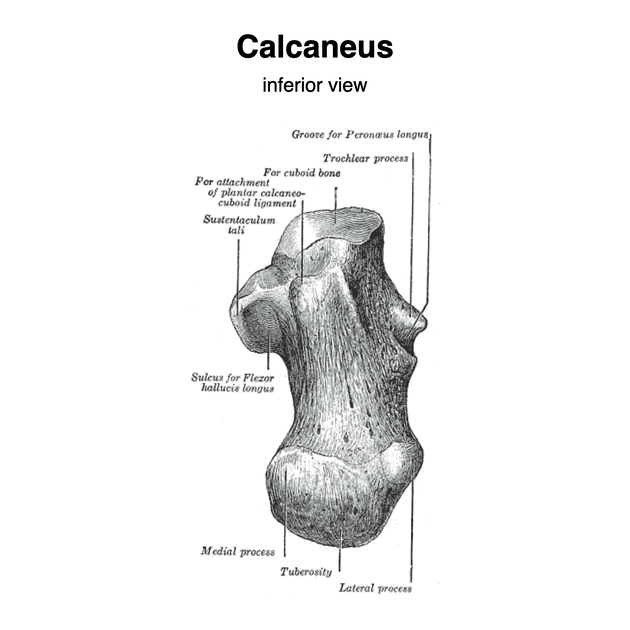 Calcaneus
inferior view
Groove for Peronæus longus
Trochlear process
For cuboid bone
For attachment
of plantar calcaneo-
cuboid ligament
Sustentaculum
tali
Sulcus for Flexor
hallucis longus
Medial process
Tuberosity
Lateral process